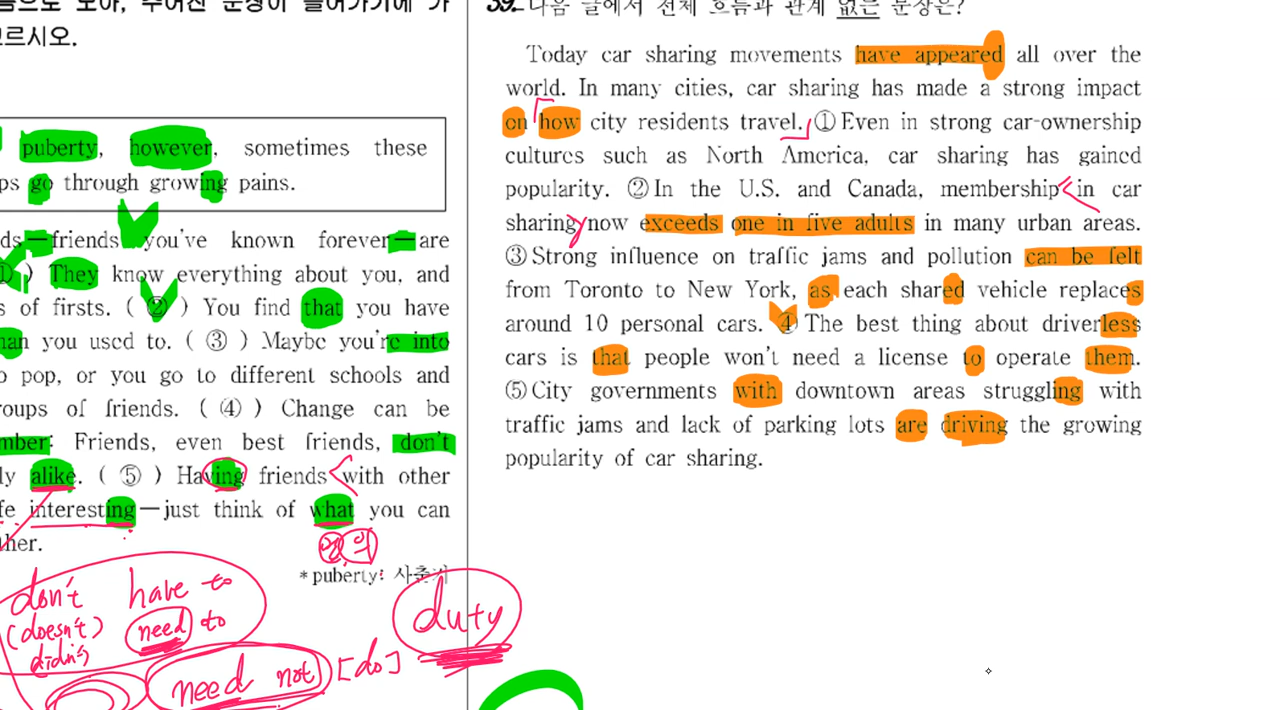 보르시오.
puberty, however, sometimes these
ps go through growing pains.
ds—friends you've known forever—are
①) They know everything about you, and
s of firsts. ( ② ) You find that you have
han you used to. ( ③ ) Maybe you're into
o pop, or you go to different schools and
roups of friends. ( ④ ) Change can be
mber: Friends, even best friends, don't
ly alike. ( ⑤ ) Having friends with other
fe interesting—just think of what you can
ther.
*puberty: 사춘기
don't have to
(doesn't) need to
didn't
need not [do]
duty
39. 다음 글에서 전체 흐름과 관계 없는 문장은?
Today car sharing movements have appeared all over the
world. In many cities, car sharing has made a strong impact
on how city residents travel. ① Even in strong car-ownership
cultures such as North America, car sharing has gained
popularity. ② In the U.S. and Canada, membership in car
sharing now exceeds one in five adults in many urban areas.
③ Strong influence on traffic jams and pollution can be felt
from Toronto to New York, as each shared vehicle replaces
around 10 personal cars. ④ The best thing about driverless
cars is that people won't need a license to operate them.
⑤ City governments with downtown areas struggling with
traffic jams and lack of parking lots are driving the growing
popularity of car sharing.